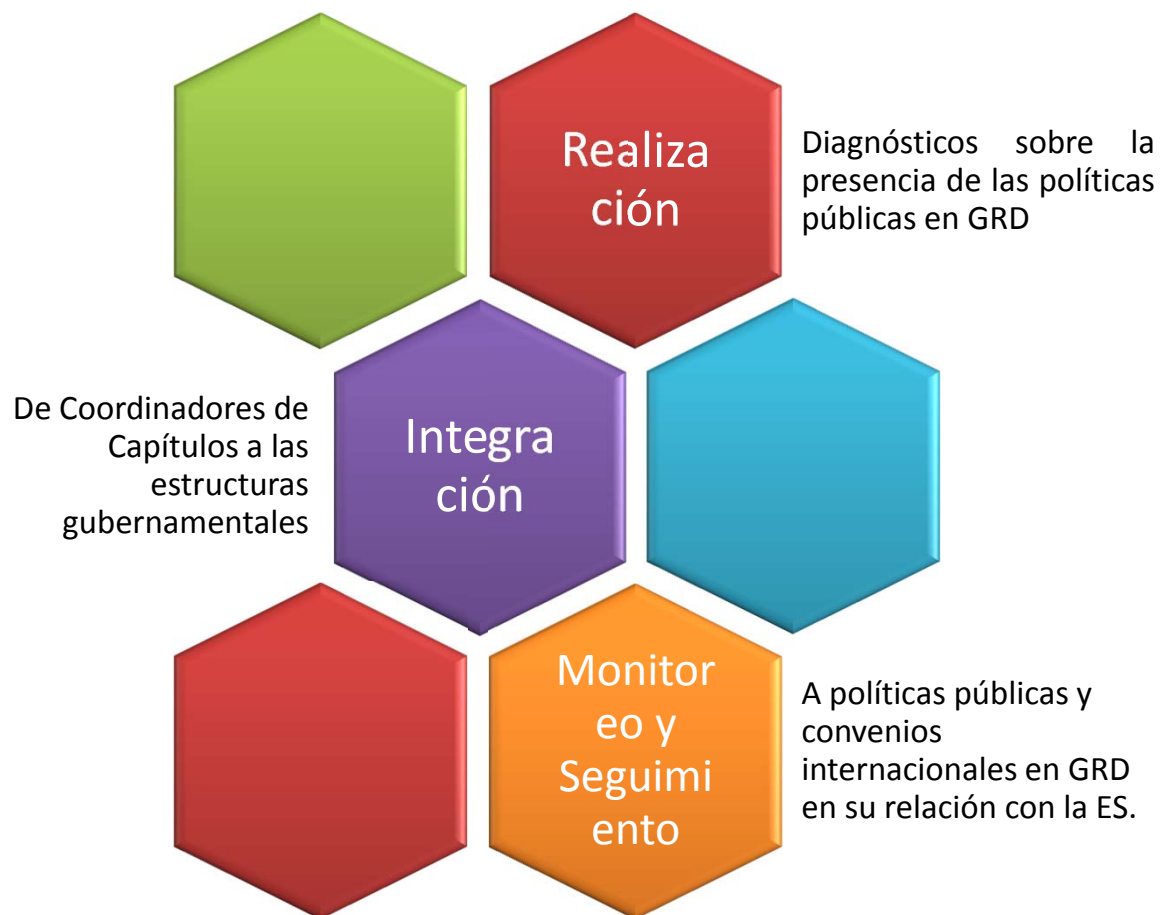 Realiza
ción
Diagnósticos sobre la
presencia de las políticas
públicas en GRD
De Coordinadores de
Capítulos a las
estructuras
gubernamentales
Integra
ción
Monitor
eo y
Seguimi
ento
A políticas públicas y
convenios
internacionales en GRD
en su relación con la ES.